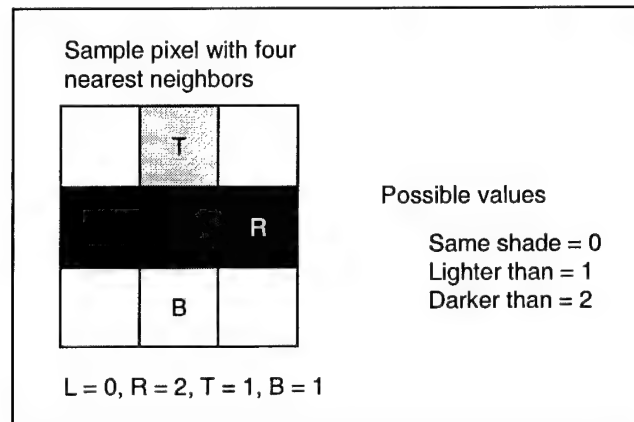 Sample pixel with four
nearest neighbors
T
R
B
Possible values
Same shade = 0
Lighter than = 1
Darker than = 2
L = 0, R = 2, T = 1, B = 1